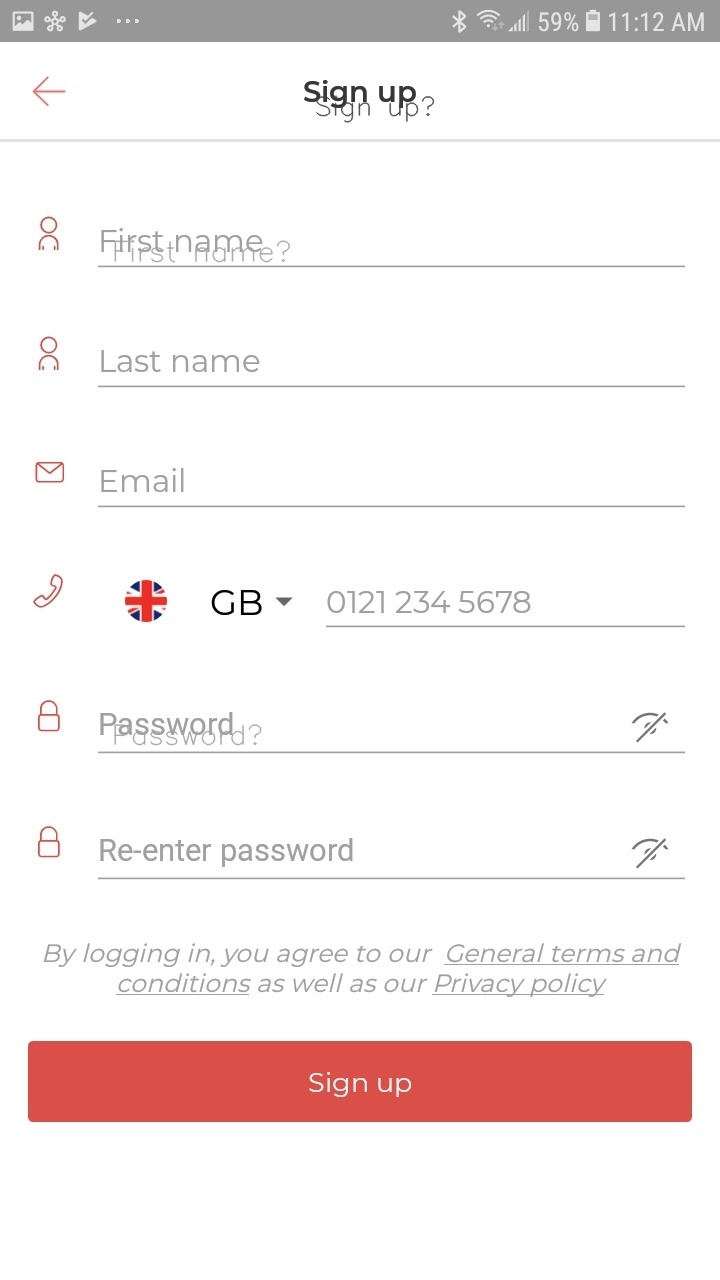 59% 11:12 AM
Sign up
Sign up?
First name
First name?
Last name
Email
GB 0121 234 5678
Password
Password?
Re-enter password
By logging in, you agree to our General terms and
conditions as well as our Privacy policy
Sign up